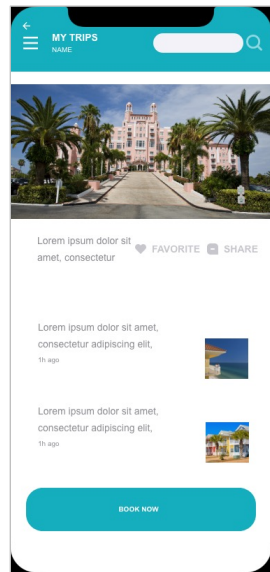 MY TRIPS
NAME
Lorem ipsum dolor sit
amet, consectetur
FAVORITE
SHARE
Lorem ipsum dolor sit amet,
consectetur adipiscing elit,
1h ago
Lorem ipsum dolor sit amet,
consectetur adipiscing elit,
1h ago
BOOK NOW